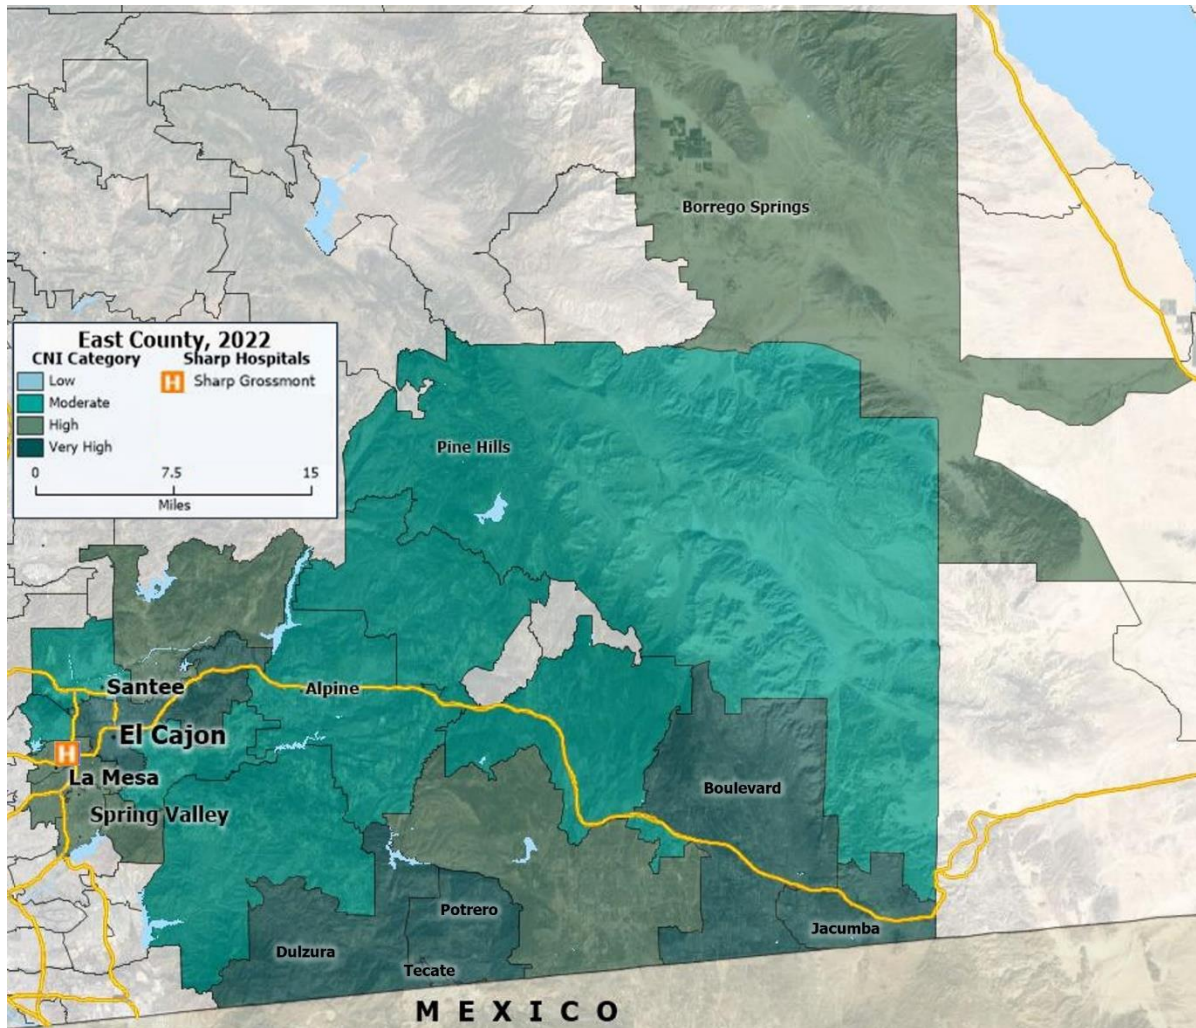 Borrego Springs
East County, 2022
CNI Category Sharp Hospitals
Low H Sharp Grossmont
Moderate
High
Very High
0 7.5 15
Miles
Pine Hills
Santee
Alpine
El Cajon
H
La Mesa
Boulevard
Spring Valley
Potrero
Jacumba
Dulzura
Tecate
MEXICO